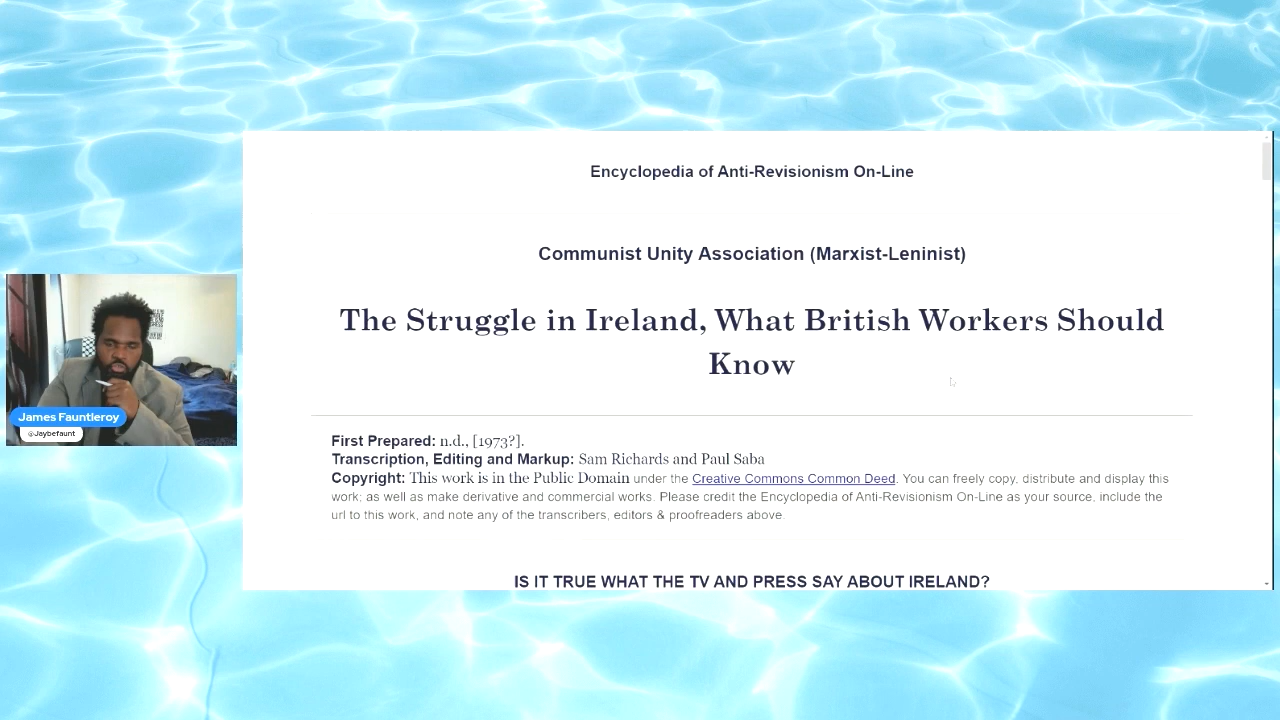 Encyclopedia of Anti-Revisionism On-Line
Communist Unity Association (Marxist-Leninist)
The Struggle in Ireland, What British Workers Should
Know
First Prepared: n.d., [1973?].
Transcription, Editing and Markup: Sam Richards and Paul Saba
Copyright: This work is in the Public Domain under the Creative Commons Common Deed. You can freely copy, distribute and display this
work; as well as make derivative and commercial works. Please credit the Encyclopedia of Anti-Revisionism On-Line as your source, include the
url to this work, and note any of the transcribers, editors & proofreaders above.
IS IT TRUE WHAT THE TV AND PRESS SAY ABOUT IRELAND?
James Fauntleroy
@Jaybefaunt